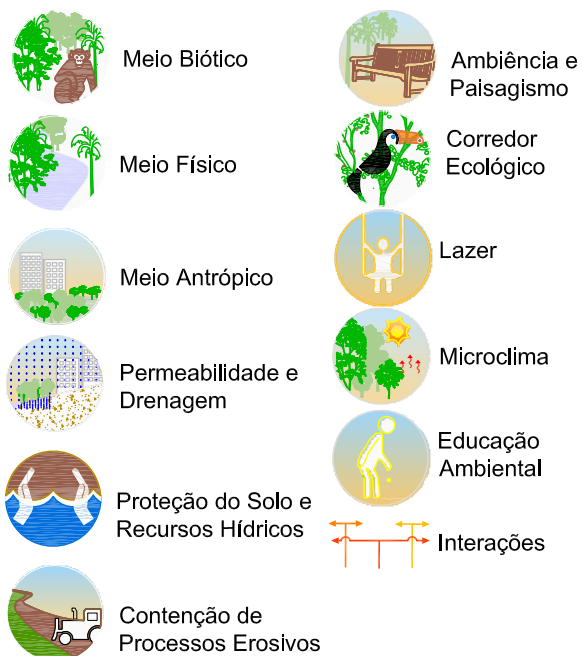 Meio Biótico
Meio Físico
Meio Antrópico
Permeabilidade e
Drenagem
Proteção do Solo e
Recursos Hídricos
Contenção de
Processos Erosivos
Ambiência e
Paisagismo
Corredor
Ecológico
Lazer
Microclima
Educação
Ambiental
Interações